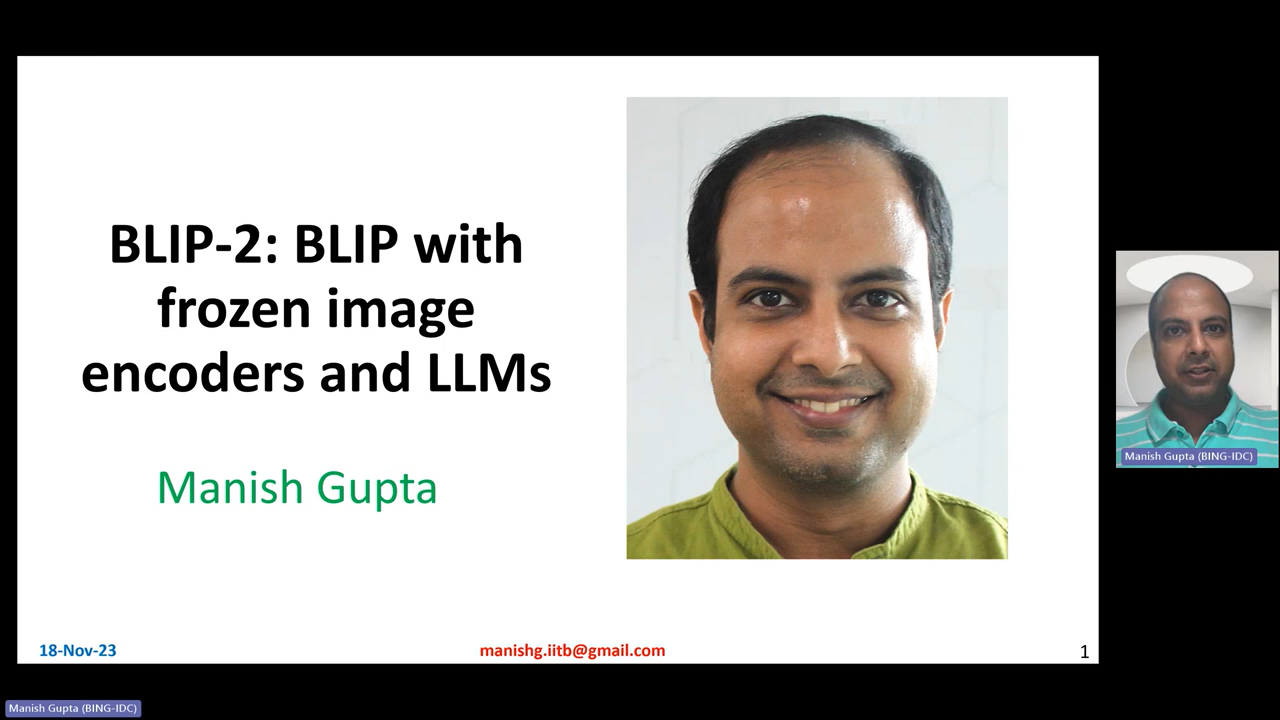 BLIP-2: BLIP with
frozen image
encoders and LLMs
Manish Gupta
18-Nov-23
manishg.iitb@gmail.com
1
Manish Gupta (BING-IDC)
Manish Gupta (BING-IDC)